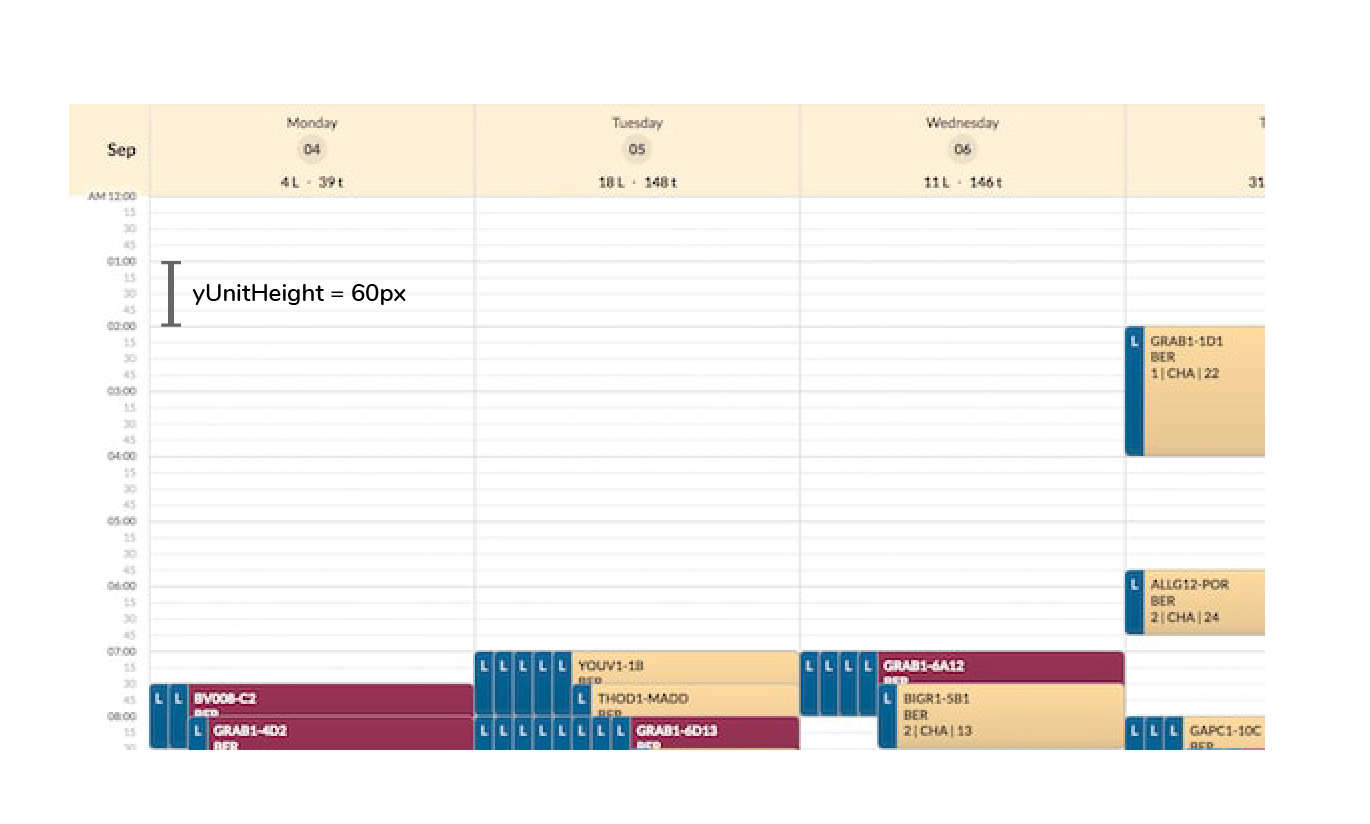 Sep
Monday
04
4 L · 39 t
Tuesday
05
18 L · 148 t
Wednesday
06
11 L · 146 t
T
31
AM 12:00
15
30
45
01:00
15
30
45
yUnitHeight = 60px
02:00
15
30
45
03:00
15
30
45
04:00
15
30
45
05:00
15
30
45
06:00
15
30
45
07:00
15
30
45
08:00
15
30
L L BV008-C2
BER
L GRAB1-4D2
BER
L L L L L YOUV1-1B
BER
L THOD1-MADD
BER
L L L L L L L L GRAB1-6D13
BER
L L L L GRAB1-6A12
BER
L BIGR1-5B1
BER
2 | CHA | 13
L GRAB1-1D1
BER
1 | CHA | 22
L ALLG12-POR
BER
2 | CHA | 24
L L L GAPC1-10C
BER